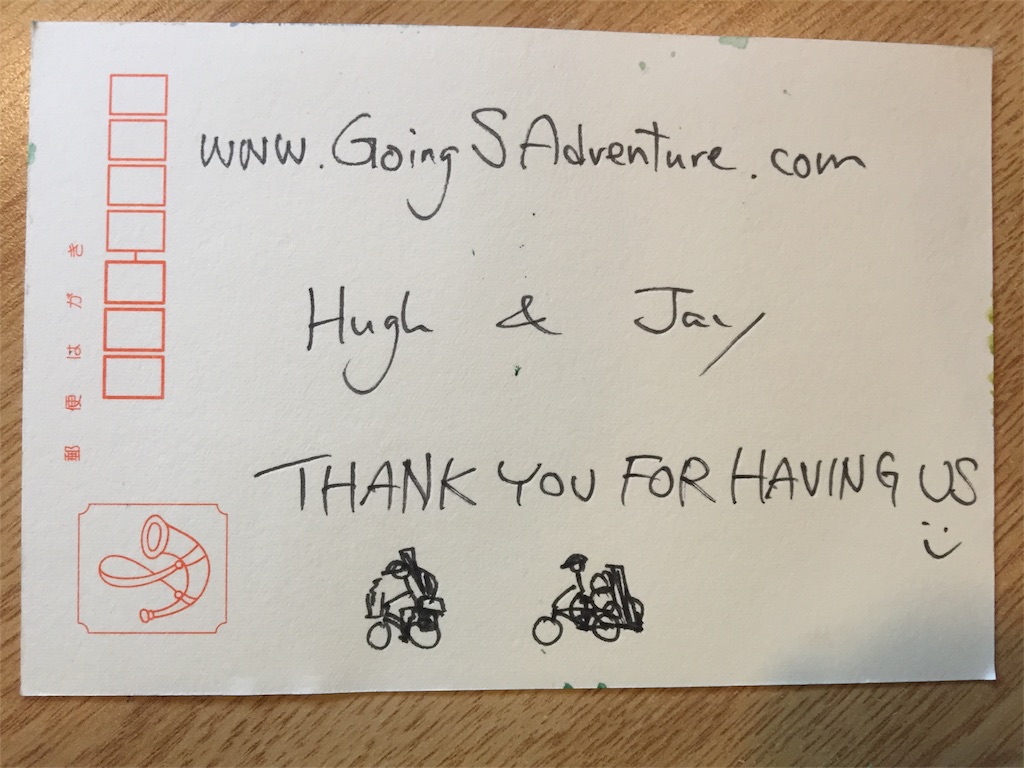 www.GoingSAdventure.com
Hugh & Jay
THANK YOU FOR HAVING US
郵便はがき